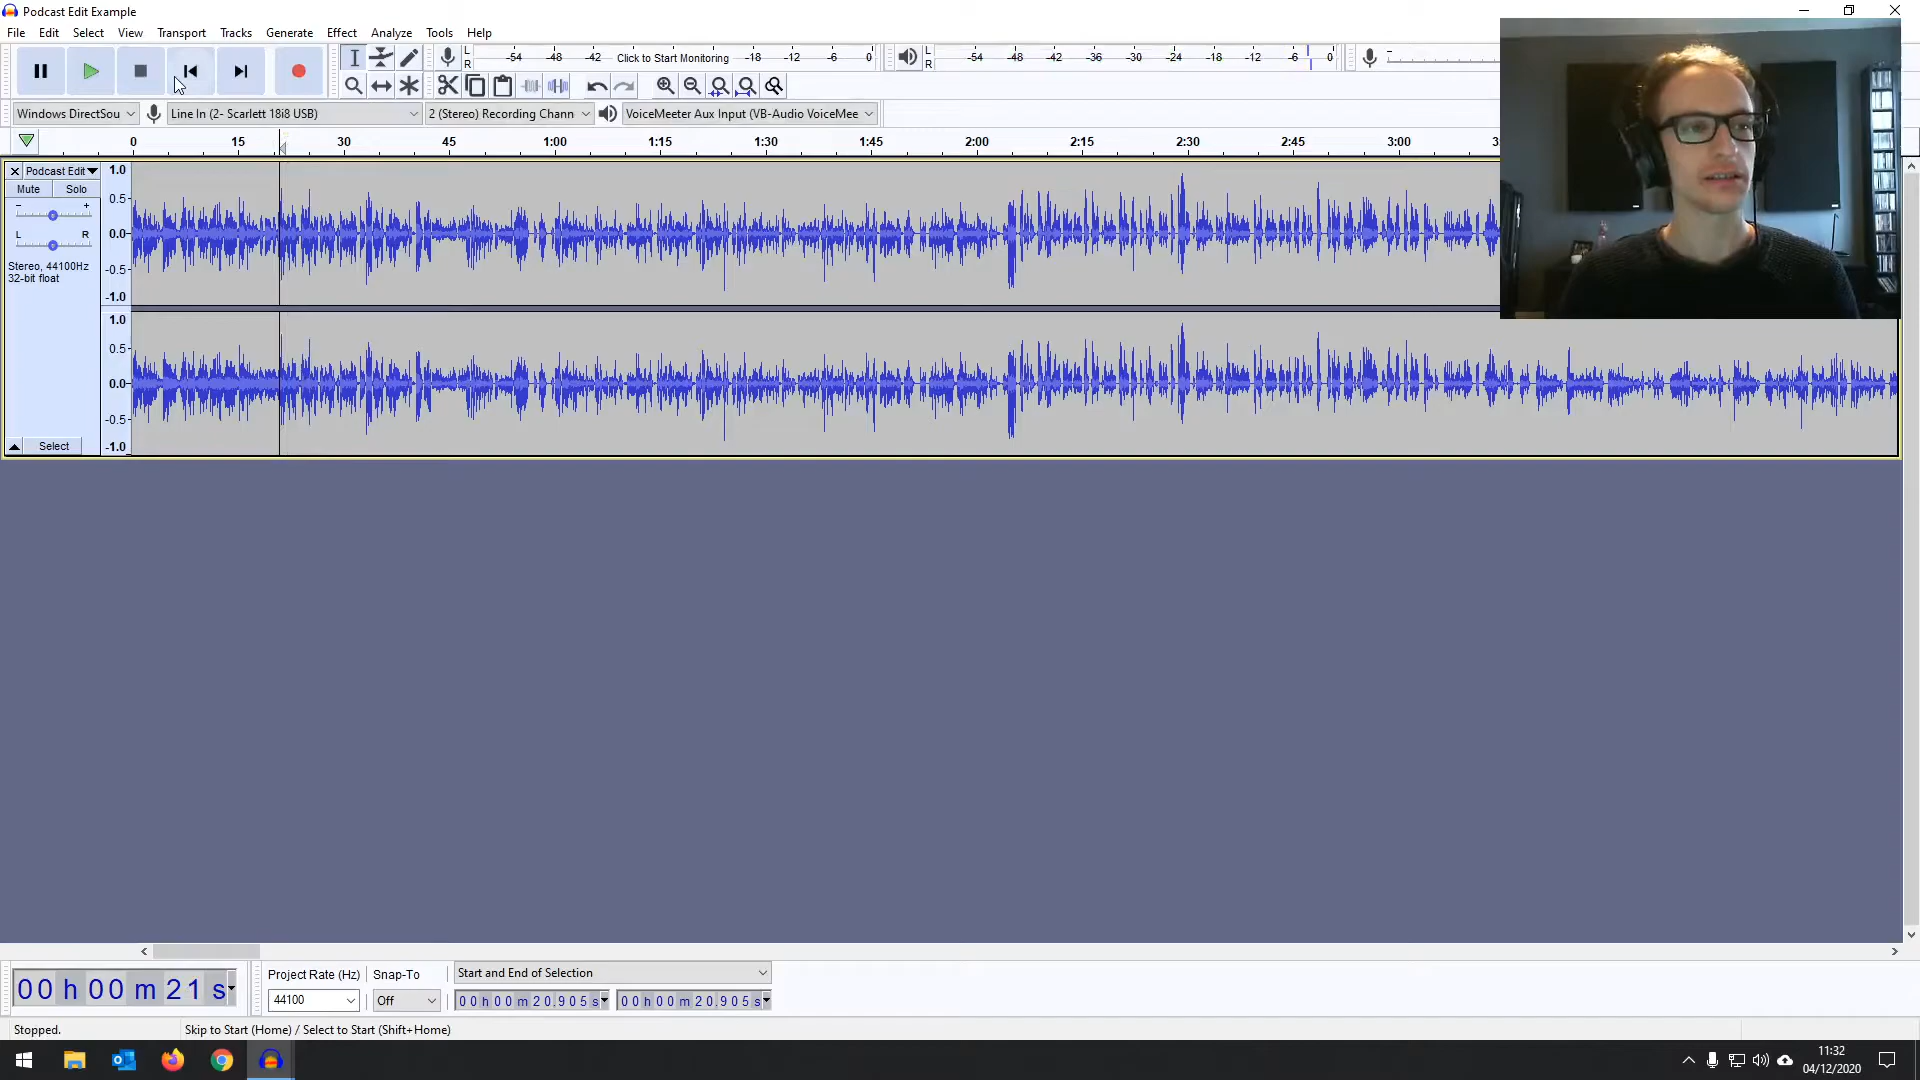 Podcast Edit Example
File Edit Select View Transport Tracks Generate Effect Analyze Tools Help
L R -54 -48 -42 Click to Start Monitoring -18 -12 -6 0 L R -54 -48 -42 -36 -30 -24 -18 -12 -6 0
Windows DirectSou Line In (2- Scarlett 18i8 USB) 2 (Stereo) Recording Chann VoiceMeeter Aux Input (VB-Audio VoiceMee
0 15 30 45 1:00 1:15 1:30 1:45 2:00 2:15 2:30 2:45 3:00
Podcast Edit 1.0
Mute Solo
0.5
- +
0.0
L R
Stereo, 44100Hz
32-bit float
-0.5
-1.0
1.0
0.5
0.0
-0.5
Select -1.0
Project Rate (Hz) Snap-To Start and End of Selection
00 h 00 m 21 s 44100 Off 00 h 00 m 20.905 s 00 h 00 m 20.905 s
Stopped. Skip to Start (Home) / Select to Start (Shift+Home)
11:32
04/12/2020